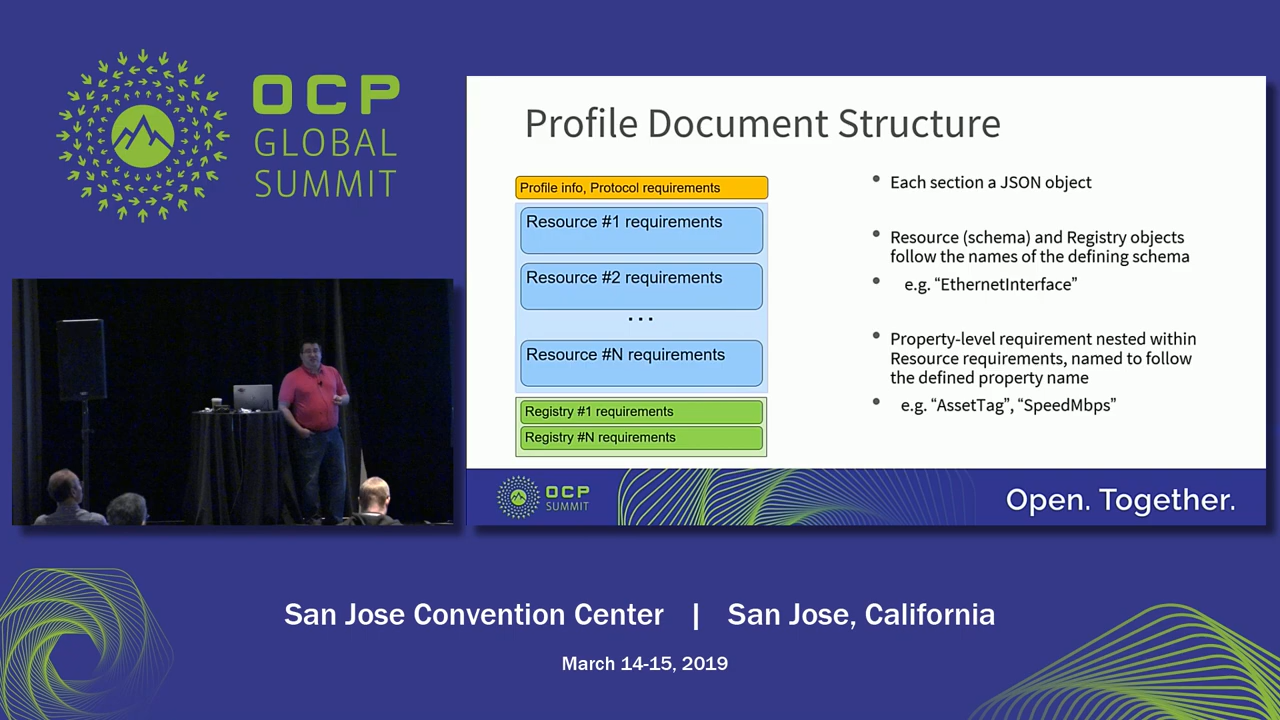 OCP
GLOBAL
SUMMIT
Profile Document Structure
Profile info, Protocol requirements
Resource #1 requirements
Resource #2 requirements
...
Resource #N requirements
Registry #1 requirements
Registry #N requirements
• Each section a JSON object
• Resource (schema) and Registry objects
follow the names of the defining schema
• e.g. “EthernetInterface”
• Property-level requirement nested within
Resource requirements, named to follow
the defined property name
• e.g. “AssetTag”, “SpeedMbps”
OCP
SUMMIT
Open. Together.
San Jose Convention Center | San Jose, California
March 14-15, 2019